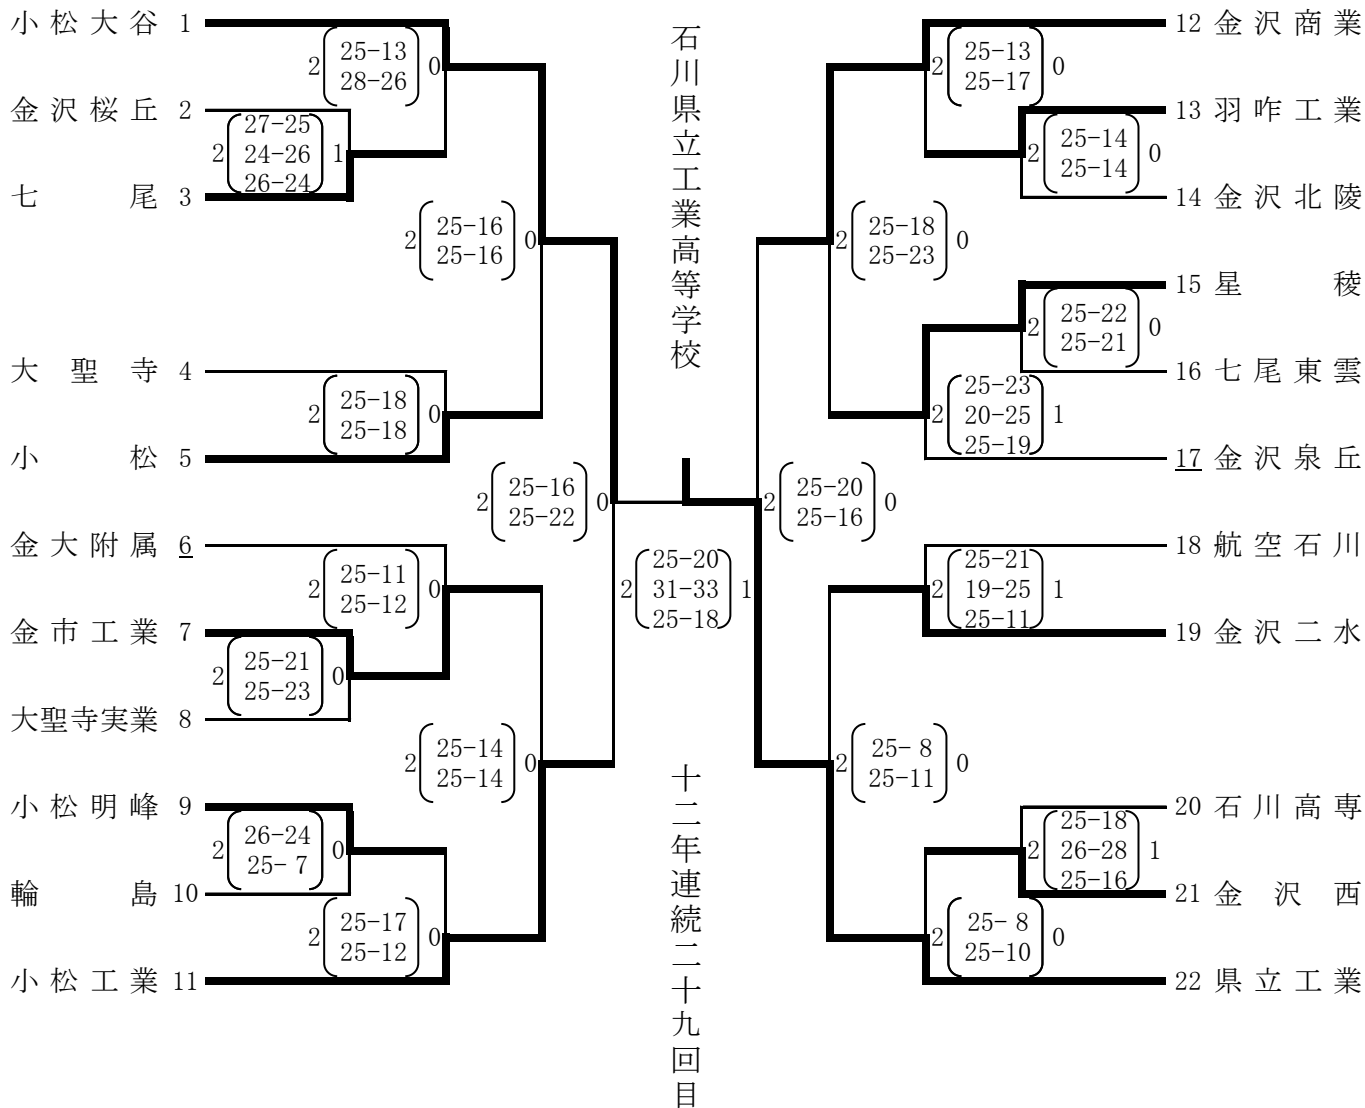 小松大谷 1
2 25-13 0
28-26
金沢桜丘 2
2 27-25 1
24-26
26-24
七尾 3
2 25-16 0
25-16
大聖寺 4
2 25-18 0
25-18
小松 5
2 25-16 0
25-22
金大附属 6
2 25-11 0
25-12
金市工業 7
2 25-21 0
25-23
大聖寺実業 8
2 25-14 0
25-14
小松明峰 9
2 26-24 0
25- 7
輪島 10
2 25-17 0
25-12
小松工業 11
石川県立工業高等学校
2 25-20 1
31-33
25-18
十二年連続二十九回目
12 金沢商業
2 25-13 0
25-17
13 羽咋工業
2 25-14 0
25-14
14 金沢北陵
2 25-18 0
25-23
15 星稜
2 25-22 0
25-21
16 七尾東雲
2 25-23 1
20-25
25-19
17 金沢泉丘
2 25-20 0
25-16
18 航空石川
2 25-21 1
19-25
25-11
19 金沢二水
2 25- 8 0
25-11
20 石川高専
2 25-18 1
26-28
25-16
21 金沢西
2 25- 8 0
25-10
22 県立工業